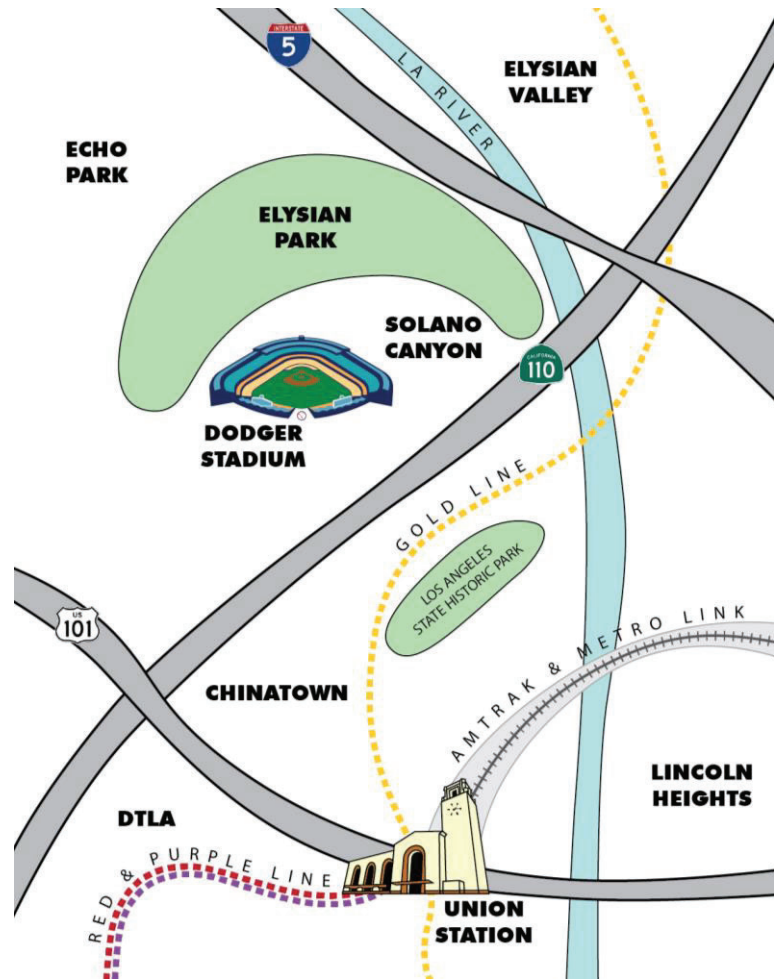 INTERSTATE
5
LA RIVER
ELYSIAN
VALLEY
ECHO
PARK
ELYSIAN
PARK
SOLANO
CANYON
CALIFORNIA
110
DODGER
STADIUM
GOLD LINE
LOS ANGELES
STATE HISTORIC PARK
US
101
AMTRAK & METRO LINK
CHINATOWN
LINCOLN
HEIGHTS
DTLA
RED & PURPLE LINE
UNION
STATION